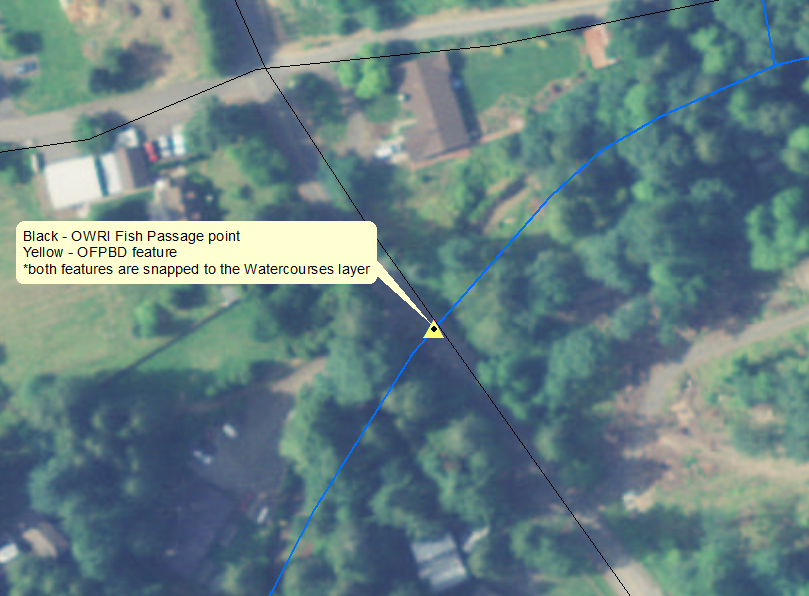 Black - OWRI Fish Passage point
Yellow - OFPBD feature
*both features are snapped to the Watercourses layer